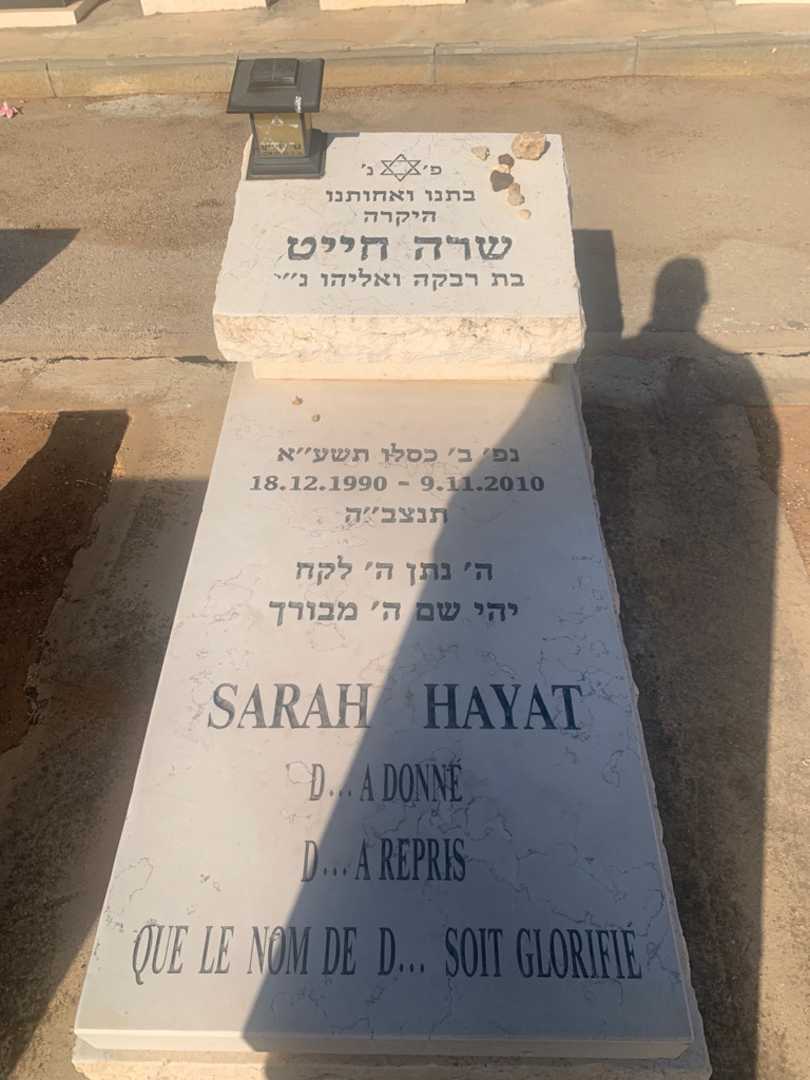 פ׳ נ׳
בתנו ואחותנו
היקרה
שרה חייט
בת רבקה ואליהו נ״י
נפ׳ ב׳ כסלו תשע״א
18.12.1990 - 9.11.2010
תנצב״ה
ה׳ נתן ה׳ לקח
יהי שם ה׳ מבורך
SARAH HAYAT
D... A DONNÉ
D... A REPRIS
QUE LE NOM DE D... SOIT GLORIFIÉ